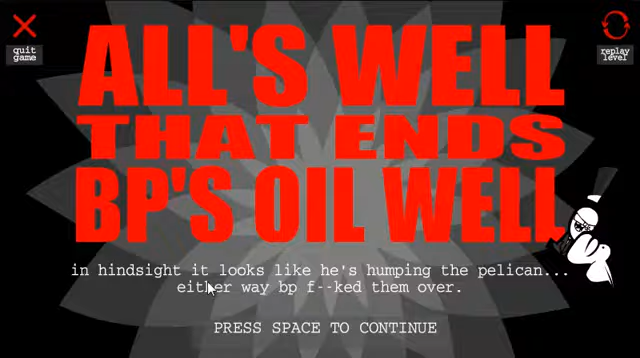 quit
game
replay
level
ALL'S WELL
THAT ENDS
BP'S OIL WELL
in hindsight it looks like he's humping the pelican...
either way bp f--ked them over.
PRESS SPACE TO CONTINUE